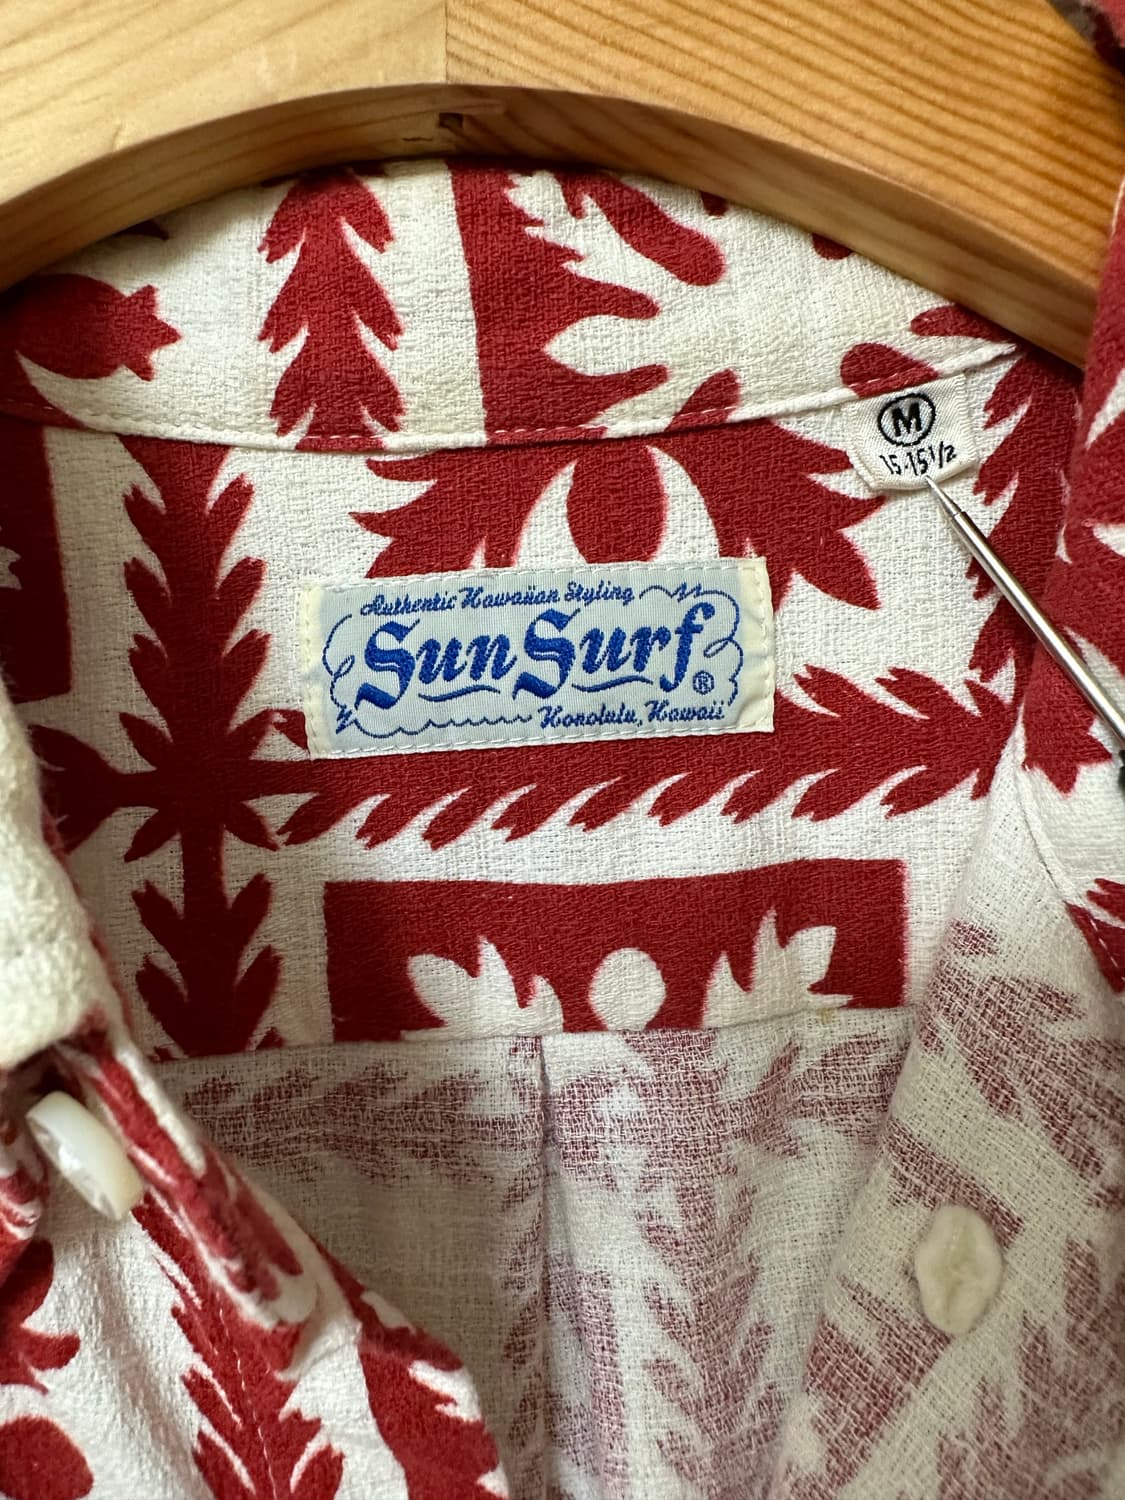 M
15-15 1/2
Authentic Hawaiian Styling
Sun Surf ®
Honolulu, Hawaii